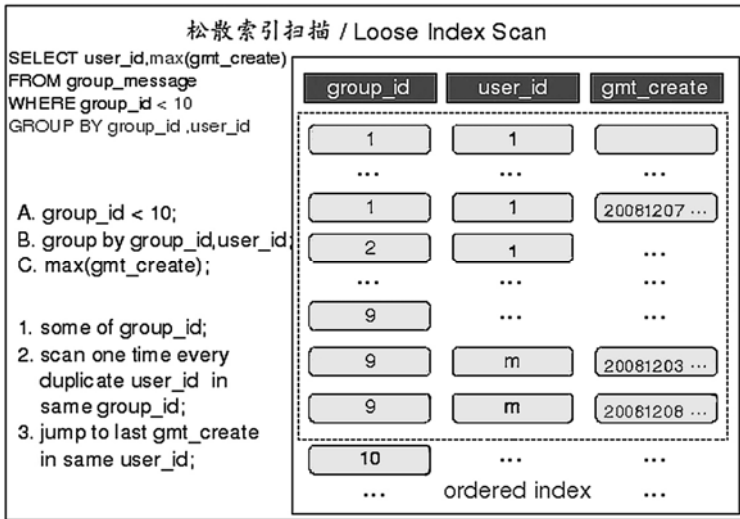 松散索引扫描 / Loose Index Scan
SELECT user_id,max(gmt_create)
FROM group_message
WHERE group_id < 10
GROUP BY group_id ,user_id
A. group_id < 10;
B. group by group_id,user_id;
C. max(gmt_create);
1. some of group_id;
2. scan one time every
duplicate user_id in
same group_id;
3. jump to last gmt_create
in same user_id;
group_id user_id gmt_create
1 1
... ...
1 1 20081207 ...
2 1 ...
... ... ...
9 ... ...
9 m 20081203 ...
9 m 20081208 ...
10 ... ...
... ordered index ...